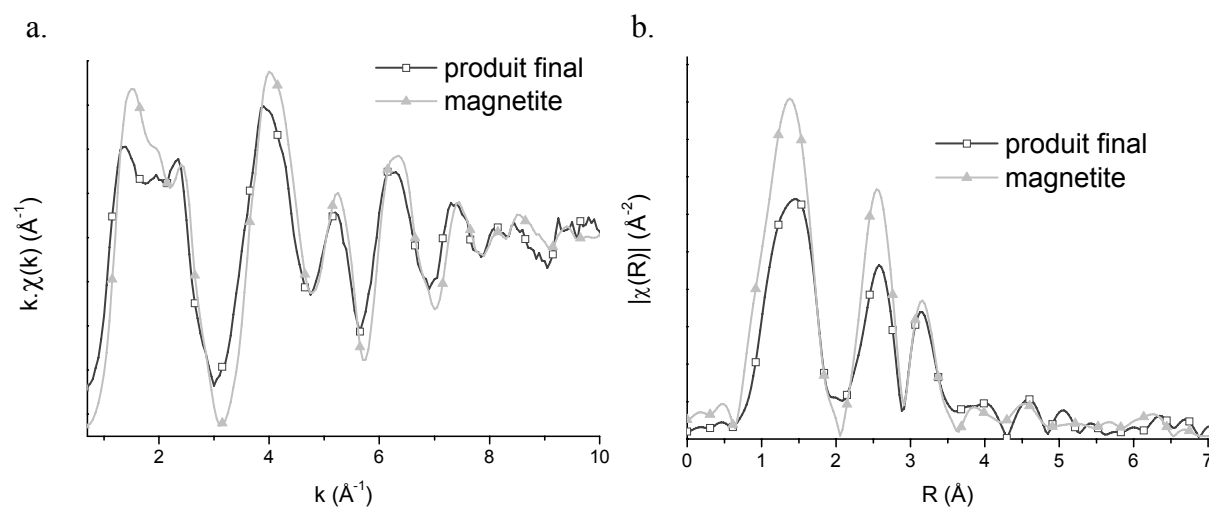 a.
produit final
magnetite
k.χ(k) (Å⁻¹)
2 4 6 8 10
k (Å⁻¹)
b.
produit final
magnetite
|χ(R)| (Å⁻²)
0 1 2 3 4 5 6 7
R (Å)